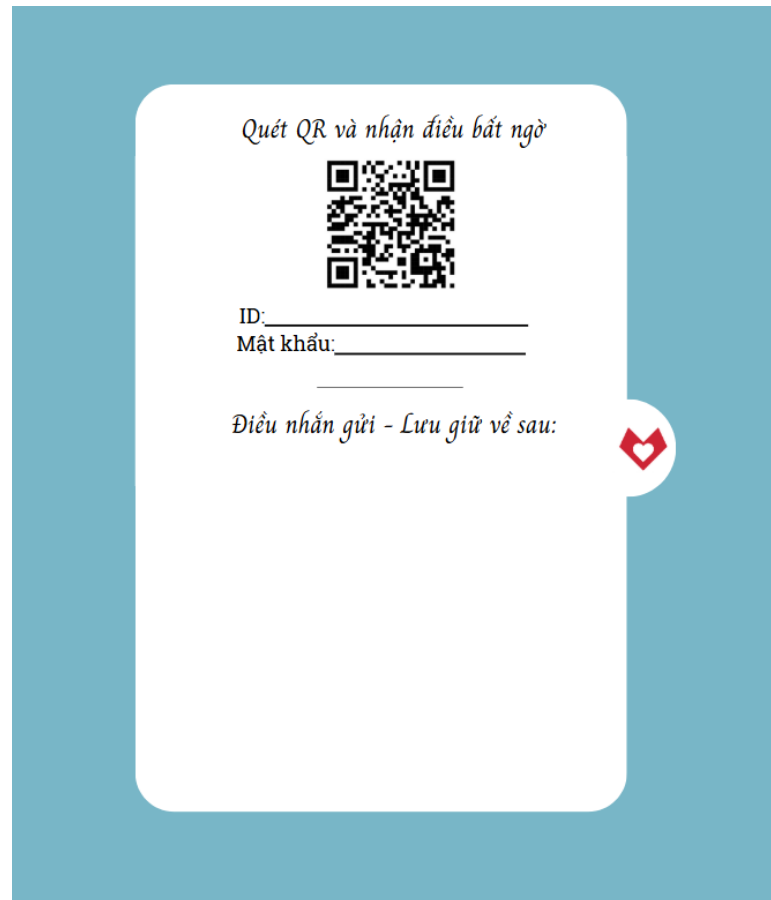 Quét QR và nhận điều bất ngờ
ID:
Mật khẩu:
Điều nhắn gửi - Lưu giữ về sau: